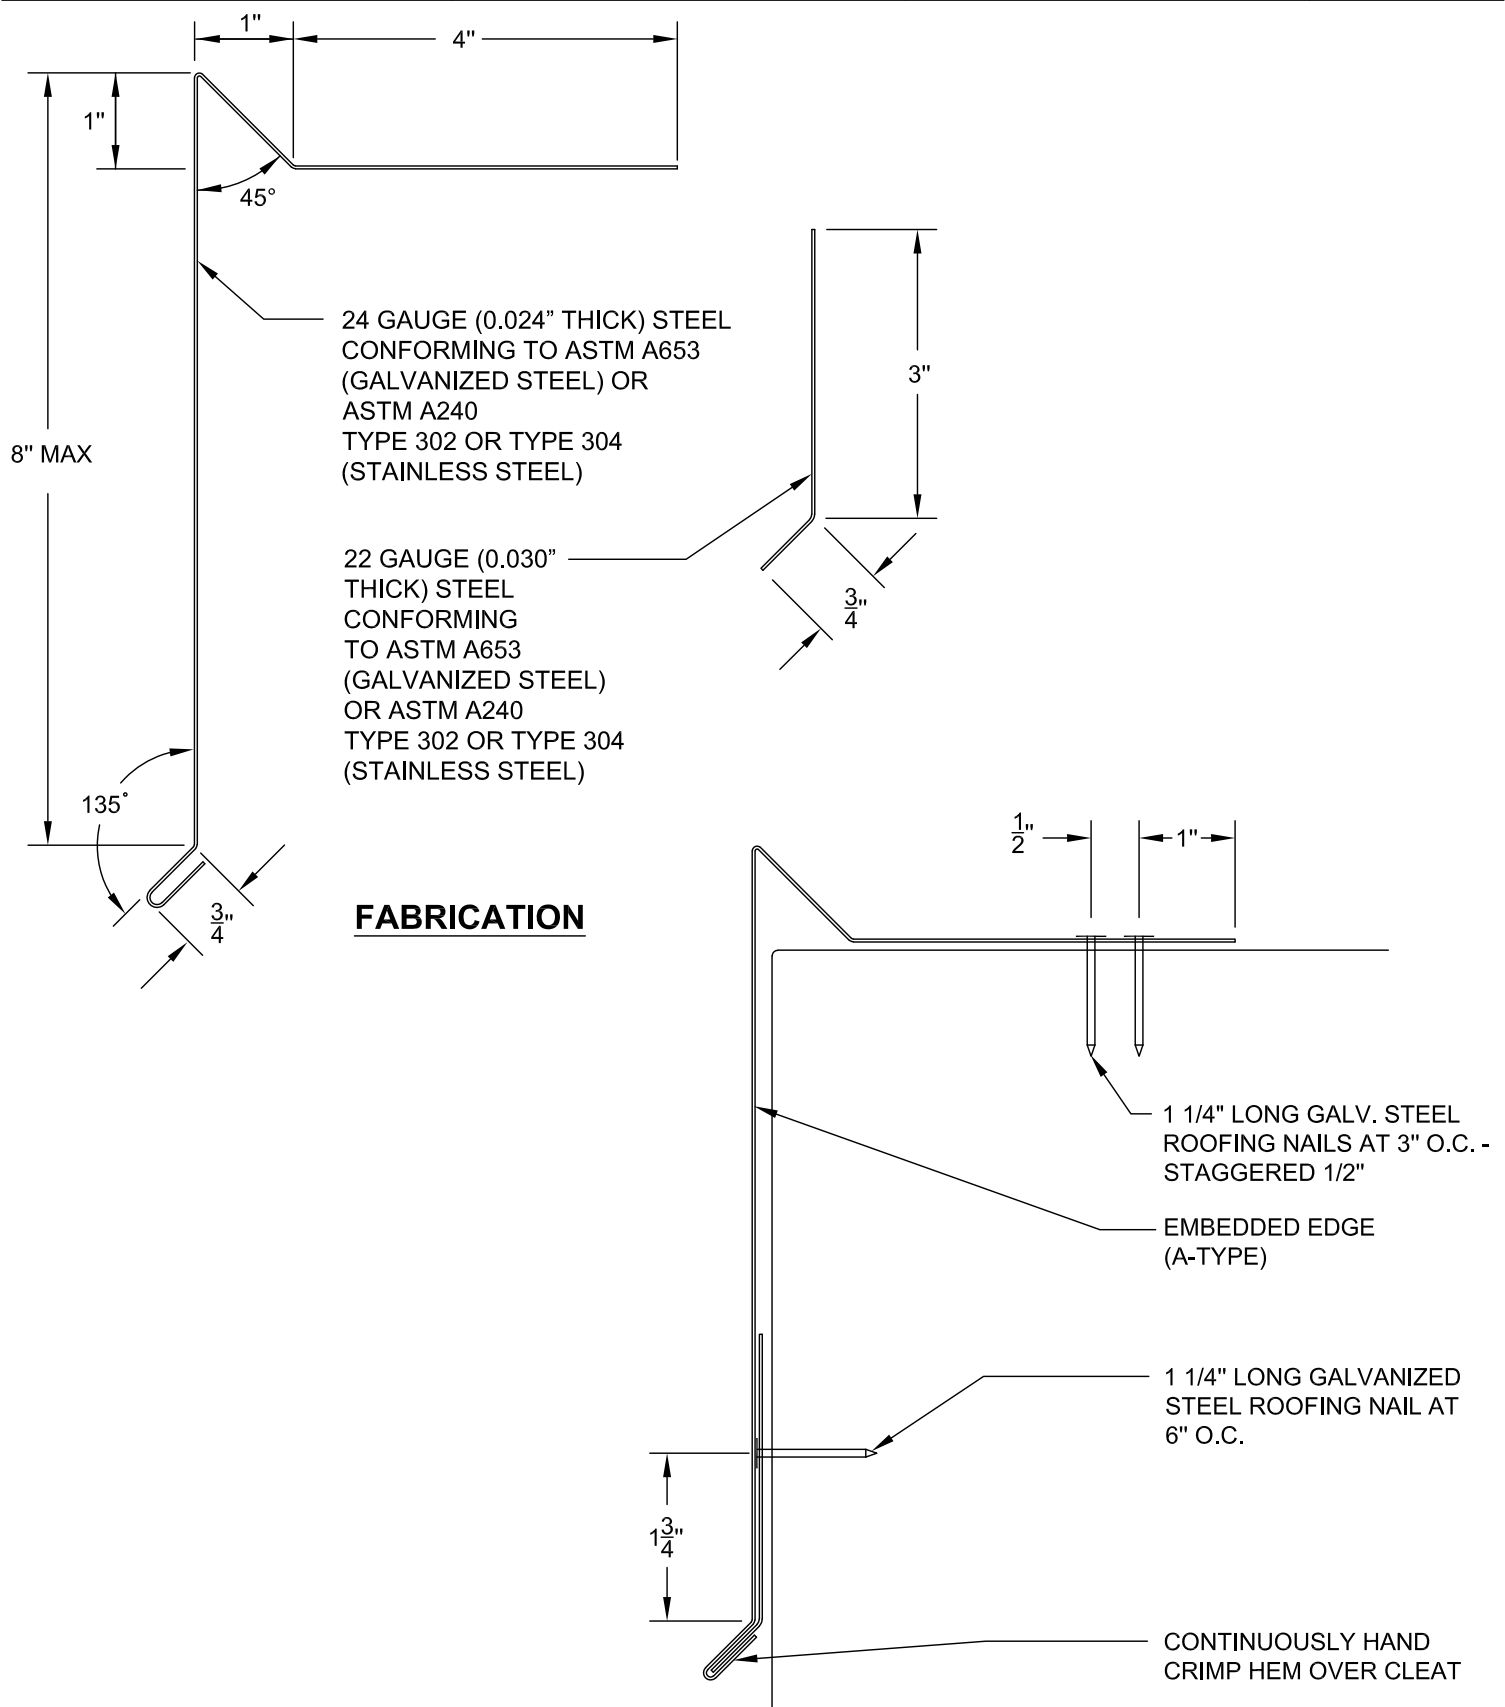 1"
4"
1"
45°
24 GAUGE (0.024” THICK) STEEL
CONFORMING TO ASTM A653
(GALVANIZED STEEL) OR
ASTM A240
TYPE 302 OR TYPE 304
(STAINLESS STEEL)
3"
8" MAX
22 GAUGE (0.030”
THICK) STEEL
CONFORMING
TO ASTM A653
(GALVANIZED STEEL)
OR ASTM A240
TYPE 302 OR TYPE 304
(STAINLESS STEEL)
3/4"
135°
3/4"
FABRICATION
1/2"
1"
1 1/4" LONG GALV. STEEL
ROOFING NAILS AT 3" O.C. -
STAGGERED 1/2"
EMBEDDED EDGE
(A-TYPE)
1 1/4" LONG GALVANIZED
STEEL ROOFING NAIL AT
6" O.C.
1 3/4"
CONTINUOUSLY HAND
CRIMP HEM OVER CLEAT